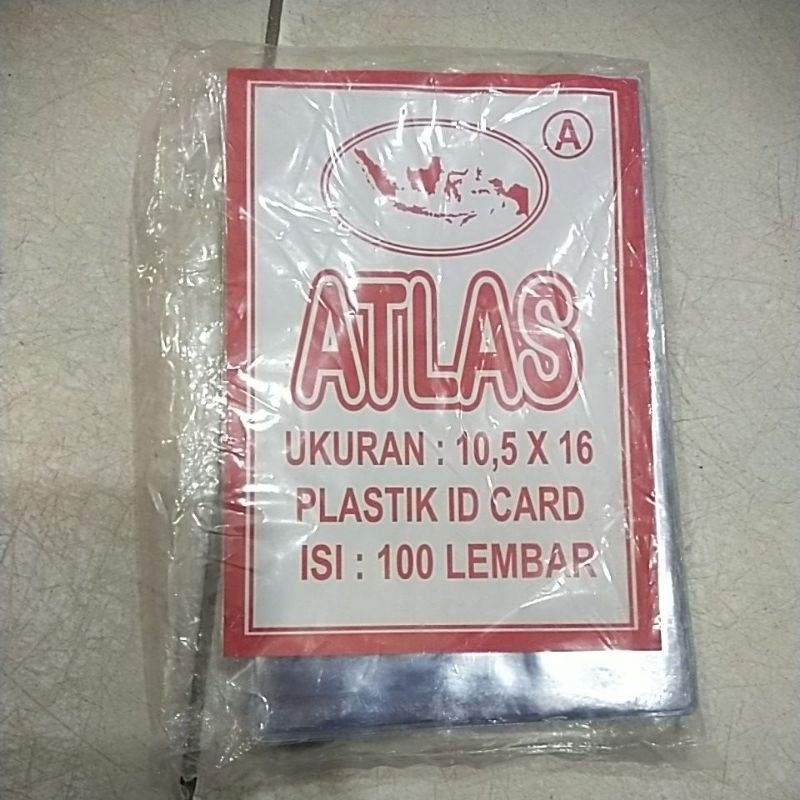 A
ATLAS
UKURAN : 10,5 X 16
PLASTIK ID CARD
ISI : 100 LEMBAR